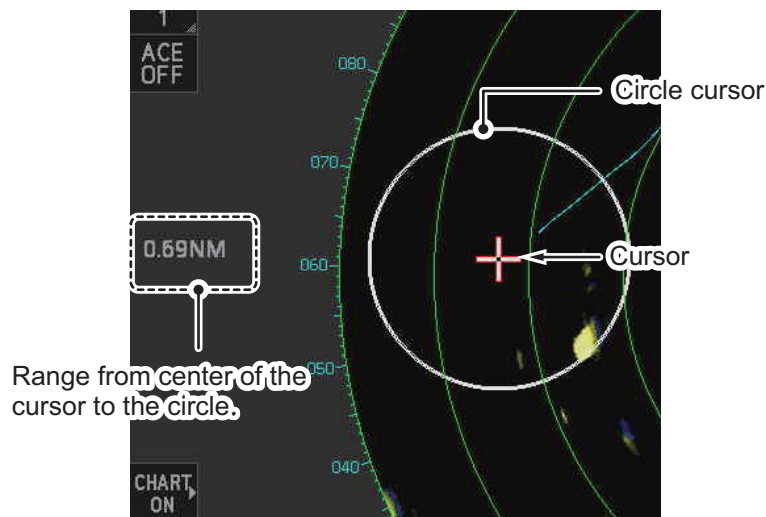 1
ACE
OFF
080
Circle cursor
070
0.69NM
060
Cursor
Range from center of the
cursor to the circle.
050
040
CHART
ON